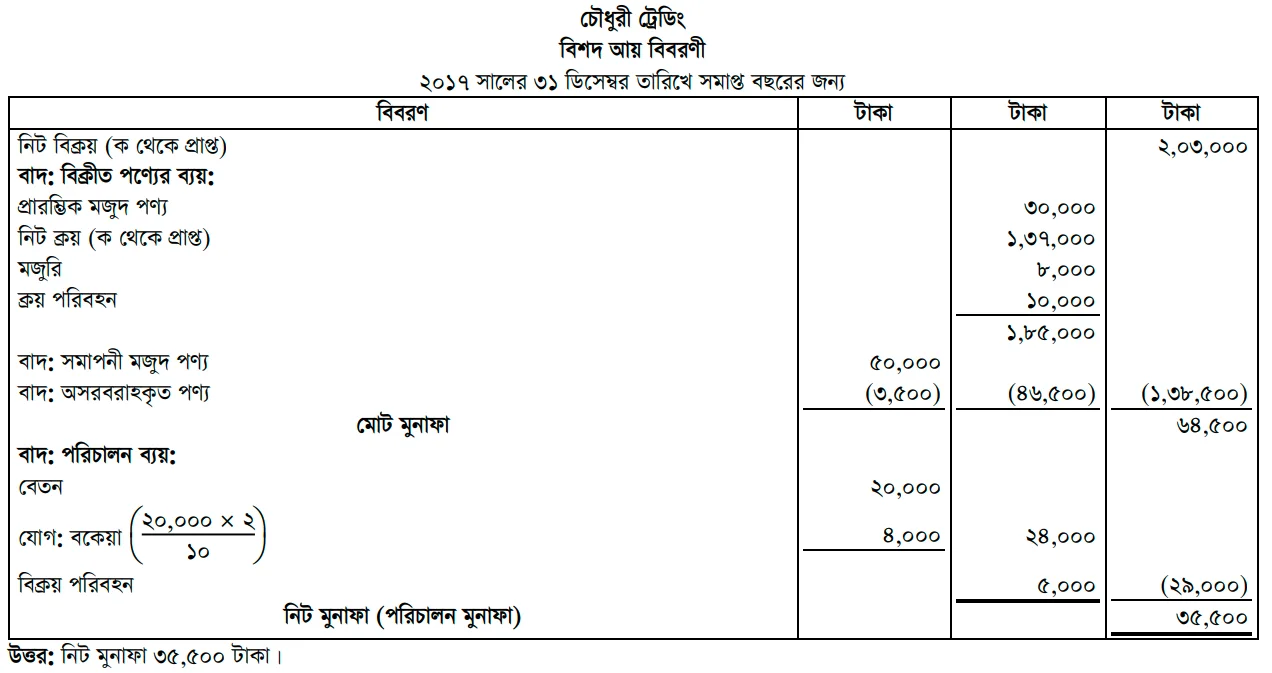 চৌধুরী ট্রেডিং
বিশদ আয় বিবরণী
২০১৭ সালের ৩১ ডিসেম্বর তারিখে সমাপ্ত বছরের জন্য
বিবরণ টাকা টাকা টাকা
নিট বিক্রয় (ক থেকে প্রাপ্ত) ২,০৩,০০০
বাদ: বিক্রীত পণ্যের ব্যয়:
প্রারম্ভিক মজুদ পণ্য ৩০,০০০
নিট ক্রয় (ক থেকে প্রাপ্ত) ১,৩৭,০০০
মজুরি ৮,০০০
ক্রয় পরিবহন ১০,০০০
১,৮৫,০০০
বাদ: সমাপনী মজুদ পণ্য ৫০,০০০
বাদ: অসরবরাহকৃত পণ্য (৩,৫০০) (৪৬,৫০০) (১,৩৮,৫০০)
মোট মুনাফা ৬৪,৫০০
বাদ: পরিচালন ব্যয়:
বেতন ২০,০০০
যোগ: বকেয়া (২০,০০০ × ২ / ১০) ৪,০০০ ২৪,০০০
বিক্রয় পরিবহন ৫,০০০ (২৯,০০০)
নিট মুনাফা (পরিচালন মুনাফা) ৩৫,৫০০
উত্তর: নিট মুনাফা ৩৫,৫০০ টাকা।